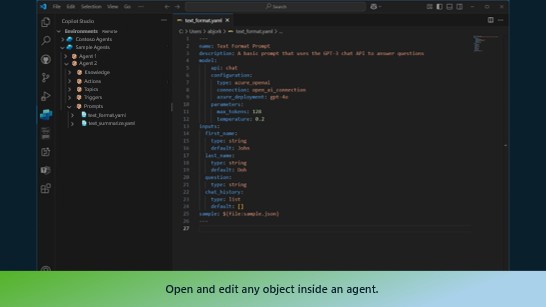 File Edit Selection View Go
Search
Copilot Studio
Environments Remote
Contoso Agents
Sample Agents
Agent 1
Agent 2
Knowledge
Actions
Topics
Triggers
Prompts
text_format.yaml
text_summarize.yaml
text_format.yaml
C: > Users > > text_format.yaml > ...
1 ---
2 name: Text Format Prompt
3 description: A basic prompt that uses the GPT-3 chat API to answer questions
4 model:
5 api: chat
6 configuration:
7 type: azure_openai
8 connection: open_ai_connection
9 azure_deployment: gpt-4o
10 parameters:
11 max_tokens: 128
12 temperature: 0.2
13 inputs:
14 first_name:
15 type: string
16 default: John
17 last_name:
18 type: string
19 default: Doh
20 question:
21 type: string
22 chat_history:
23 type: list
24 default: []
25 sample: ${file:sample.json}
26 ---
27
Open and edit any object inside an agent.